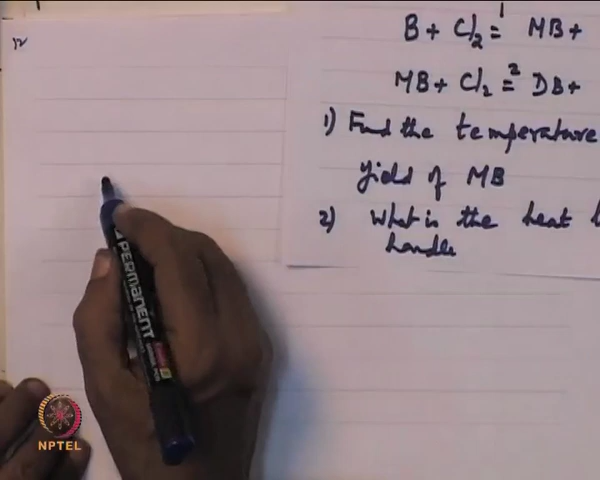 12
B + Cl2 =1 MB +
MB + Cl2 =2 DB +
1) Find the temperature
yield of MB
2) What is the heat l
handle
PERMANENT
NPTEL